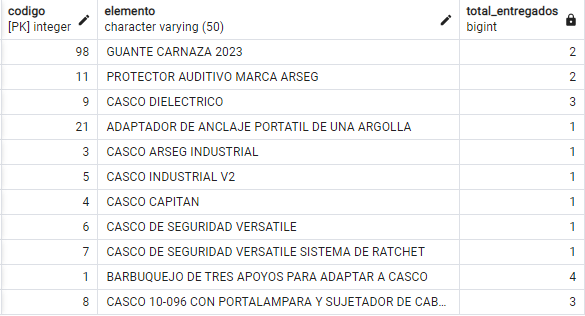 codigo elemento total_entregados
[PK] integer character varying (50) bigint
98 GUANTE CARNAZA 2023 2
11 PROTECTOR AUDITIVO MARCA ARSEG 2
9 CASCO DIELECTRICO 3
21 ADAPTADOR DE ANCLAJE PORTATIL DE UNA ARGOLLA 1
3 CASCO ARSEG INDUSTRIAL 1
5 CASCO INDUSTRIAL V2 1
4 CASCO CAPITAN 1
6 CASCO DE SEGURIDAD VERSATILE 1
7 CASCO DE SEGURIDAD VERSATILE SISTEMA DE RATCHET 1
1 BARBUQUEJO DE TRES APOYOS PARA ADAPTAR A CASCO 4
8 CASCO 10-096 CON PORTALAMPARA Y SUJETADOR DE CAB... 3